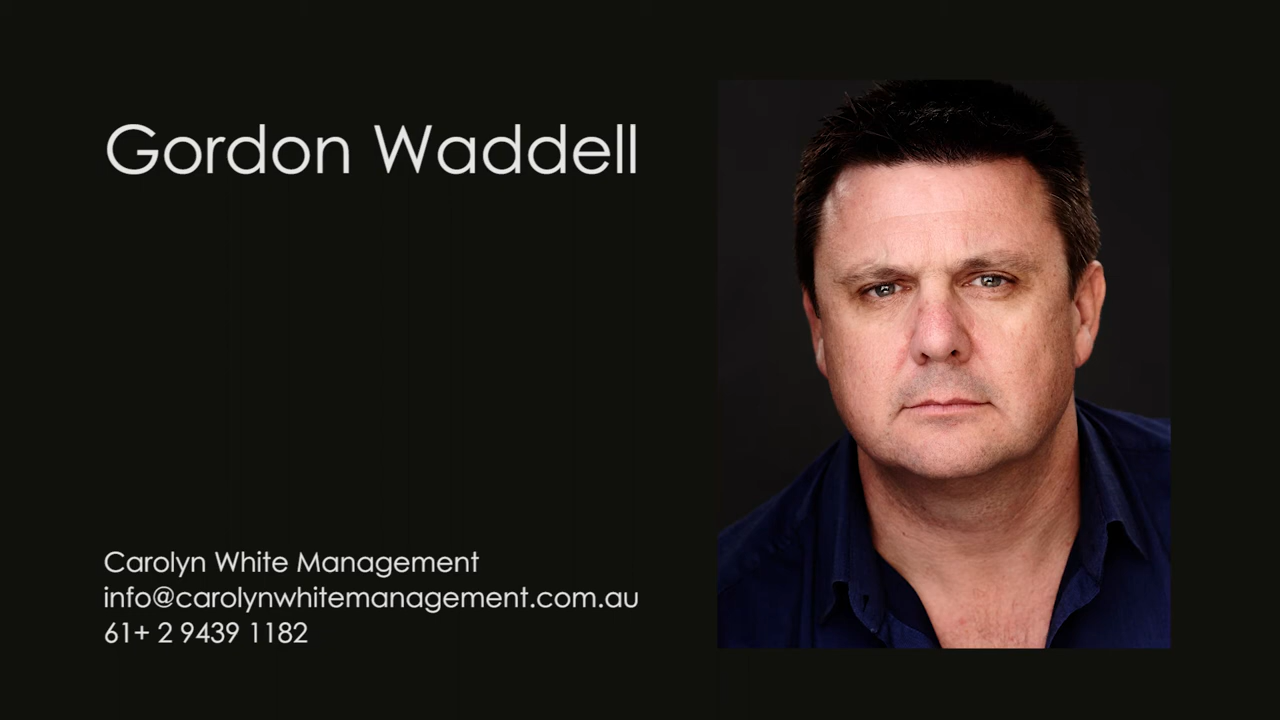 Gordon Waddell
Carolyn White Management
info@carolynwhitemanagement.com.au
61+ 2 9439 1182